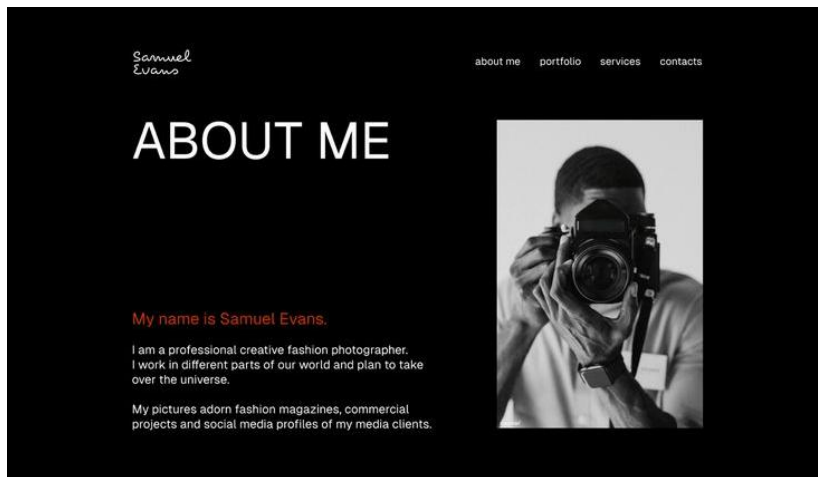 Samuel
Evans
about me portfolio services contacts
ABOUT ME
My name is Samuel Evans.
I am a professional creative fashion photographer.
I work in different parts of our world and plan to take
over the universe.
My pictures adorn fashion magazines, commercial
projects and social media profiles of my media clients.